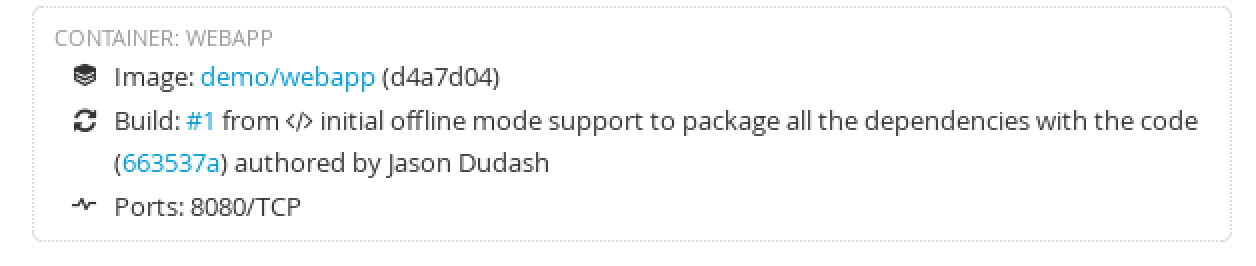 CONTAINER: WEBAPP
Image: demo/webapp (d4a7d04)
Build: #1 from </> initial offline mode support to package all the dependencies with the code
(663537a) authored by Jason Dudash
Ports: 8080/TCP